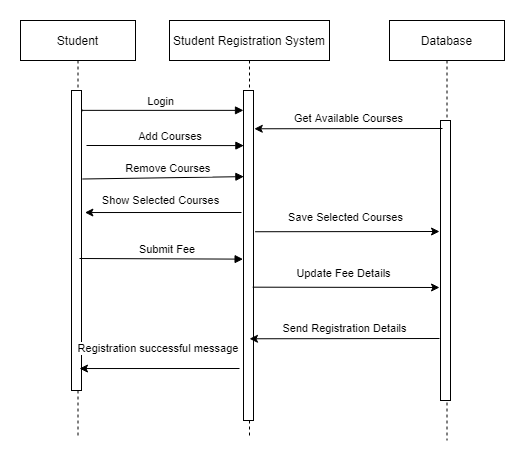 Student
Student Registration System
Database
Login
Get Available Courses
Add Courses
Remove Courses
Show Selected Courses
Save Selected Courses
Submit Fee
Update Fee Details
Send Registration Details
Registration successful message